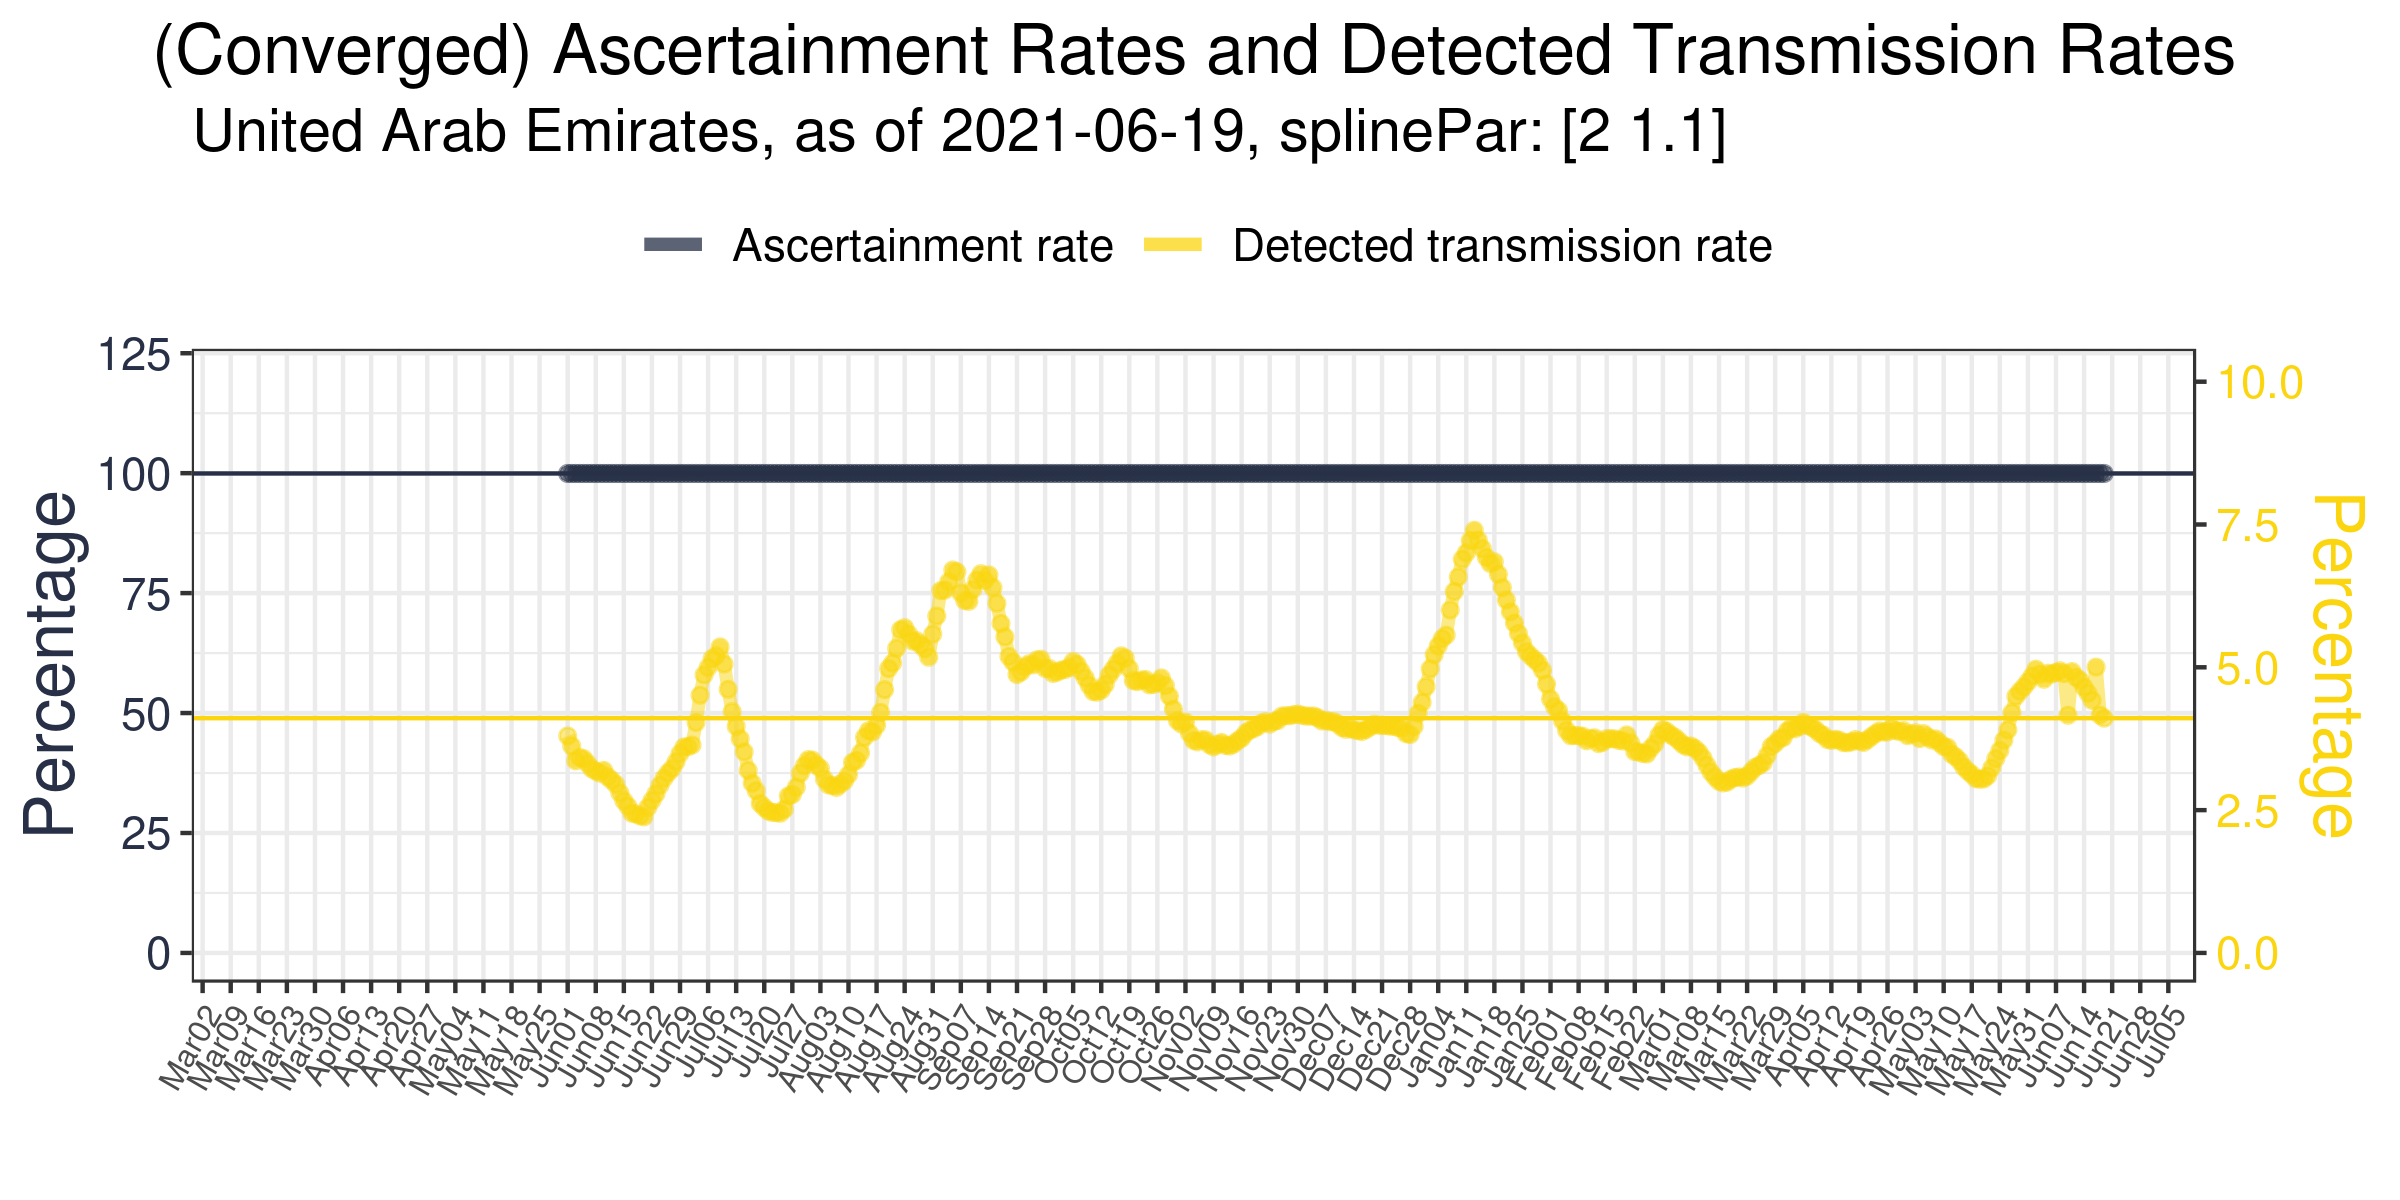 (Converged) Ascertainment Rates and Detected Transmission Rates
United Arab Emirates, as of 2021-06-19, splinePar: [2 1.1]
Ascertainment rate
Detected transmission rate
Percentage
125
100
75
50
25
0
10.0
7.5
5.0
2.5
0.0
Percentage
Mar02
Mar09
Mar16
Mar23
Mar30
Apr06
Apr13
Apr20
Apr27
May04
May11
May18
May25
Jun01
Jun08
Jun15
Jun22
Jun29
Jul06
Jul13
Jul20
Jul27
Aug03
Aug10
Aug17
Aug24
Aug31
Sep07
Sep14
Sep21
Sep28
Oct05
Oct12
Oct19
Oct26
Nov02
Nov09
Nov16
Nov23
Nov30
Dec07
Dec14
Dec21
Dec28
Jan04
Jan11
Jan18
Jan25
Feb01
Feb08
Feb15
Feb22
Mar01
Mar08
Mar15
Mar22
Mar29
Apr05
Apr12
Apr19
Apr26
May03
May10
May17
May24
May31
Jun07
Jun14
Jun21
Jun28
Jul05